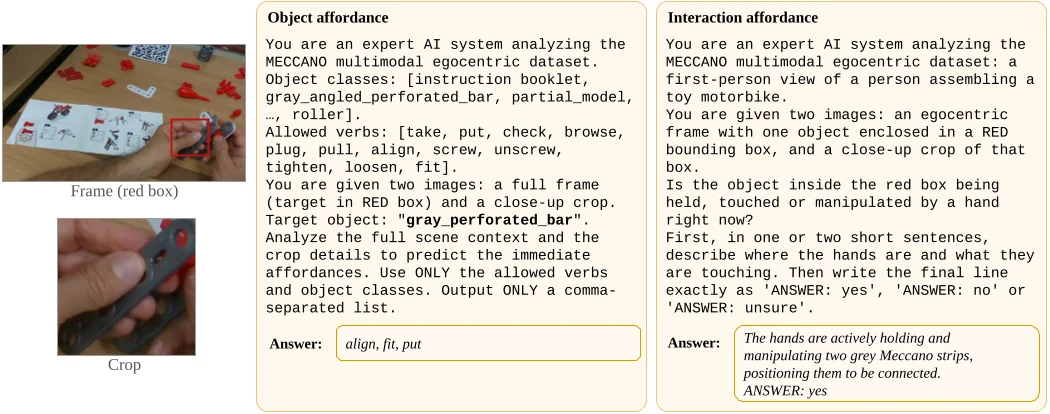 Frame (red box)
Crop
Object affordance
You are an expert AI system analyzing the
MECCANO multimodal egocentric dataset.
Object classes: [instruction booklet,
gray_angled_perforated_bar, partial_model,
…, roller].
Allowed verbs: [take, put, check, browse,
plug, pull, align, screw, unscrew,
tighten, loosen, fit].
You are given two images: a full frame
(target in RED box) and a close-up crop.
Target object: "gray_perforated_bar".
Analyze the full scene context and the
crop details to predict the immediate
affordances. Use ONLY the allowed verbs
and object classes. Output ONLY a comma-
separated list.
Answer:
align, fit, put
Interaction affordance
You are an expert AI system analyzing the
MECCANO multimodal egocentric dataset: a
first-person view of a person assembling a
toy motorbike.
You are given two images: an egocentric
frame with one object enclosed in a RED
bounding box, and a close-up crop of that
box.
Is the object inside the red box being
held, touched or manipulated by a hand
right now?
First, in one or two short sentences,
describe where the hands are and what they
are touching. Then write the final line
exactly as 'ANSWER: yes', 'ANSWER: no' or
'ANSWER: unsure'.
Answer:
The hands are actively holding and
manipulating two grey Meccano strips,
positioning them to be connected.
ANSWER: yes